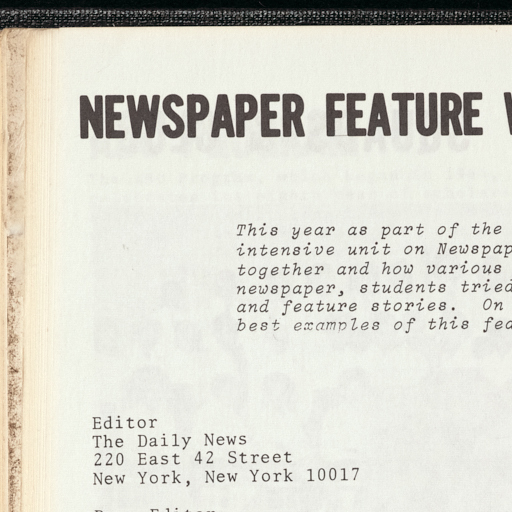 NEWSPAPER FEATURE
This year as part of the
intensive unit on Newspap
together and how various
newspaper, students tried
and feature stories. On
best examples of this fea
Editor
The Daily News
220 East 42 Street
New York, New York 10017